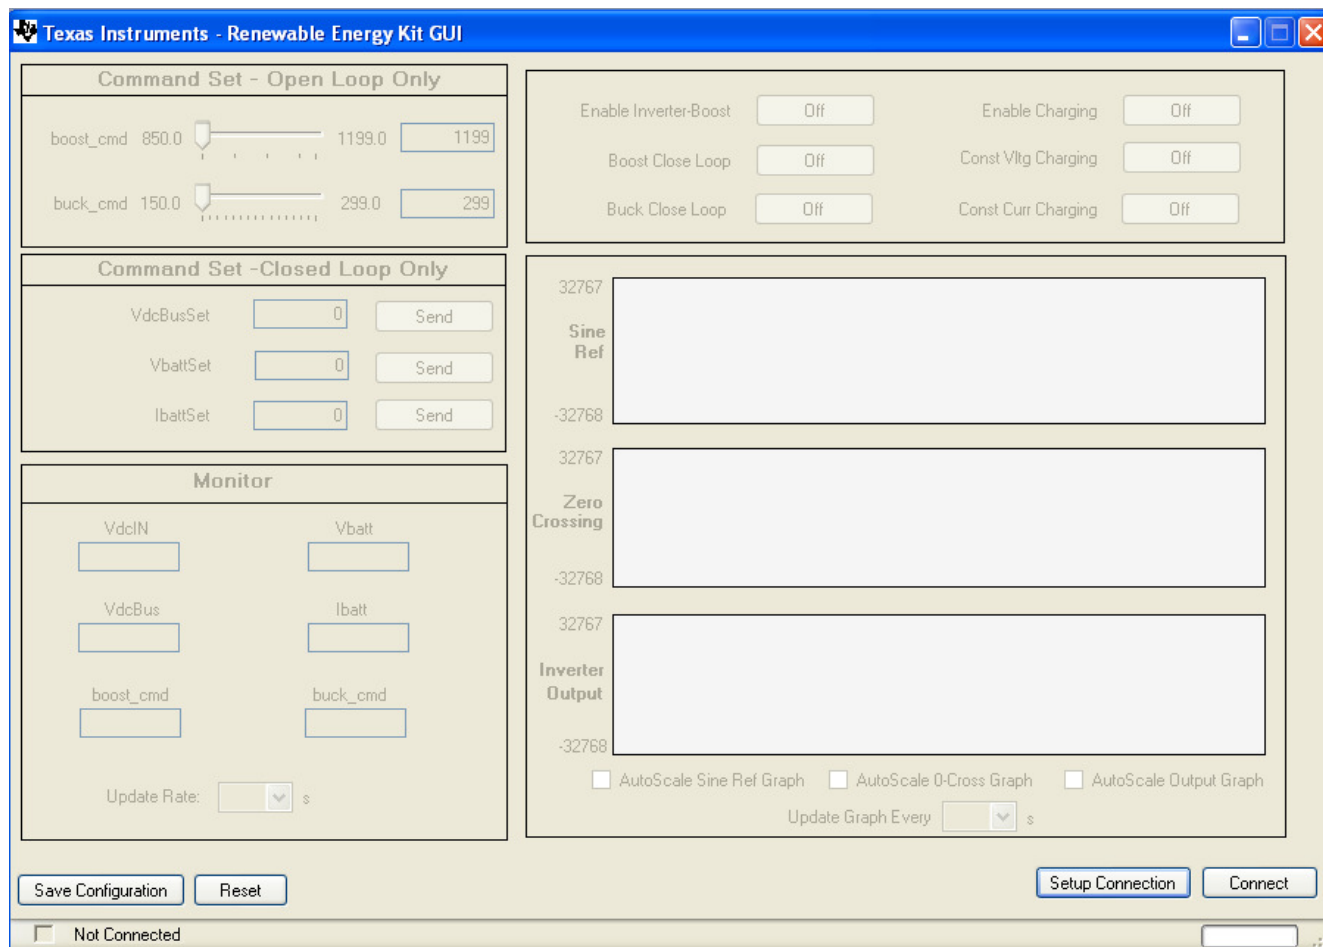 Texas Instruments - Renewable Energy Kit GUI
Command Set - Open Loop Only
boost_cmd 850.0 1199.0 1199
buck_cmd 150.0 299.0 299
Enable Inverter-Boost Off Enable Charging Off
Boost Close Loop Off Const Vltg Charging Off
Buck Close Loop Off Const Curr Charging Off
Command Set -Closed Loop Only
VdcBusSet 0 Send
VbattSet 0 Send
IbattSet 0 Send
Monitor
VdcIN Vbatt
VdcBus Ibatt
boost_cmd buck_cmd
Update Rate: s
32767
Sine
Ref
-32768
32767
Zero
Crossing
-32768
32767
Inverter
Output
-32768
AutoScale Sine Ref Graph AutoScale 0-Cross Graph AutoScale Output Graph
Update Graph Every s
Save Configuration Reset Setup Connection Connect
Not Connected